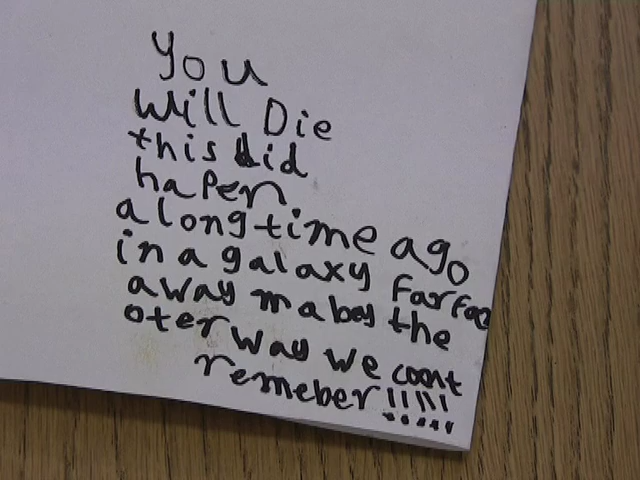 you
will Die
this did
hapen
a long time ago
in a galaxy far far
away mabey the
oter way we cont
remeber!!!!!